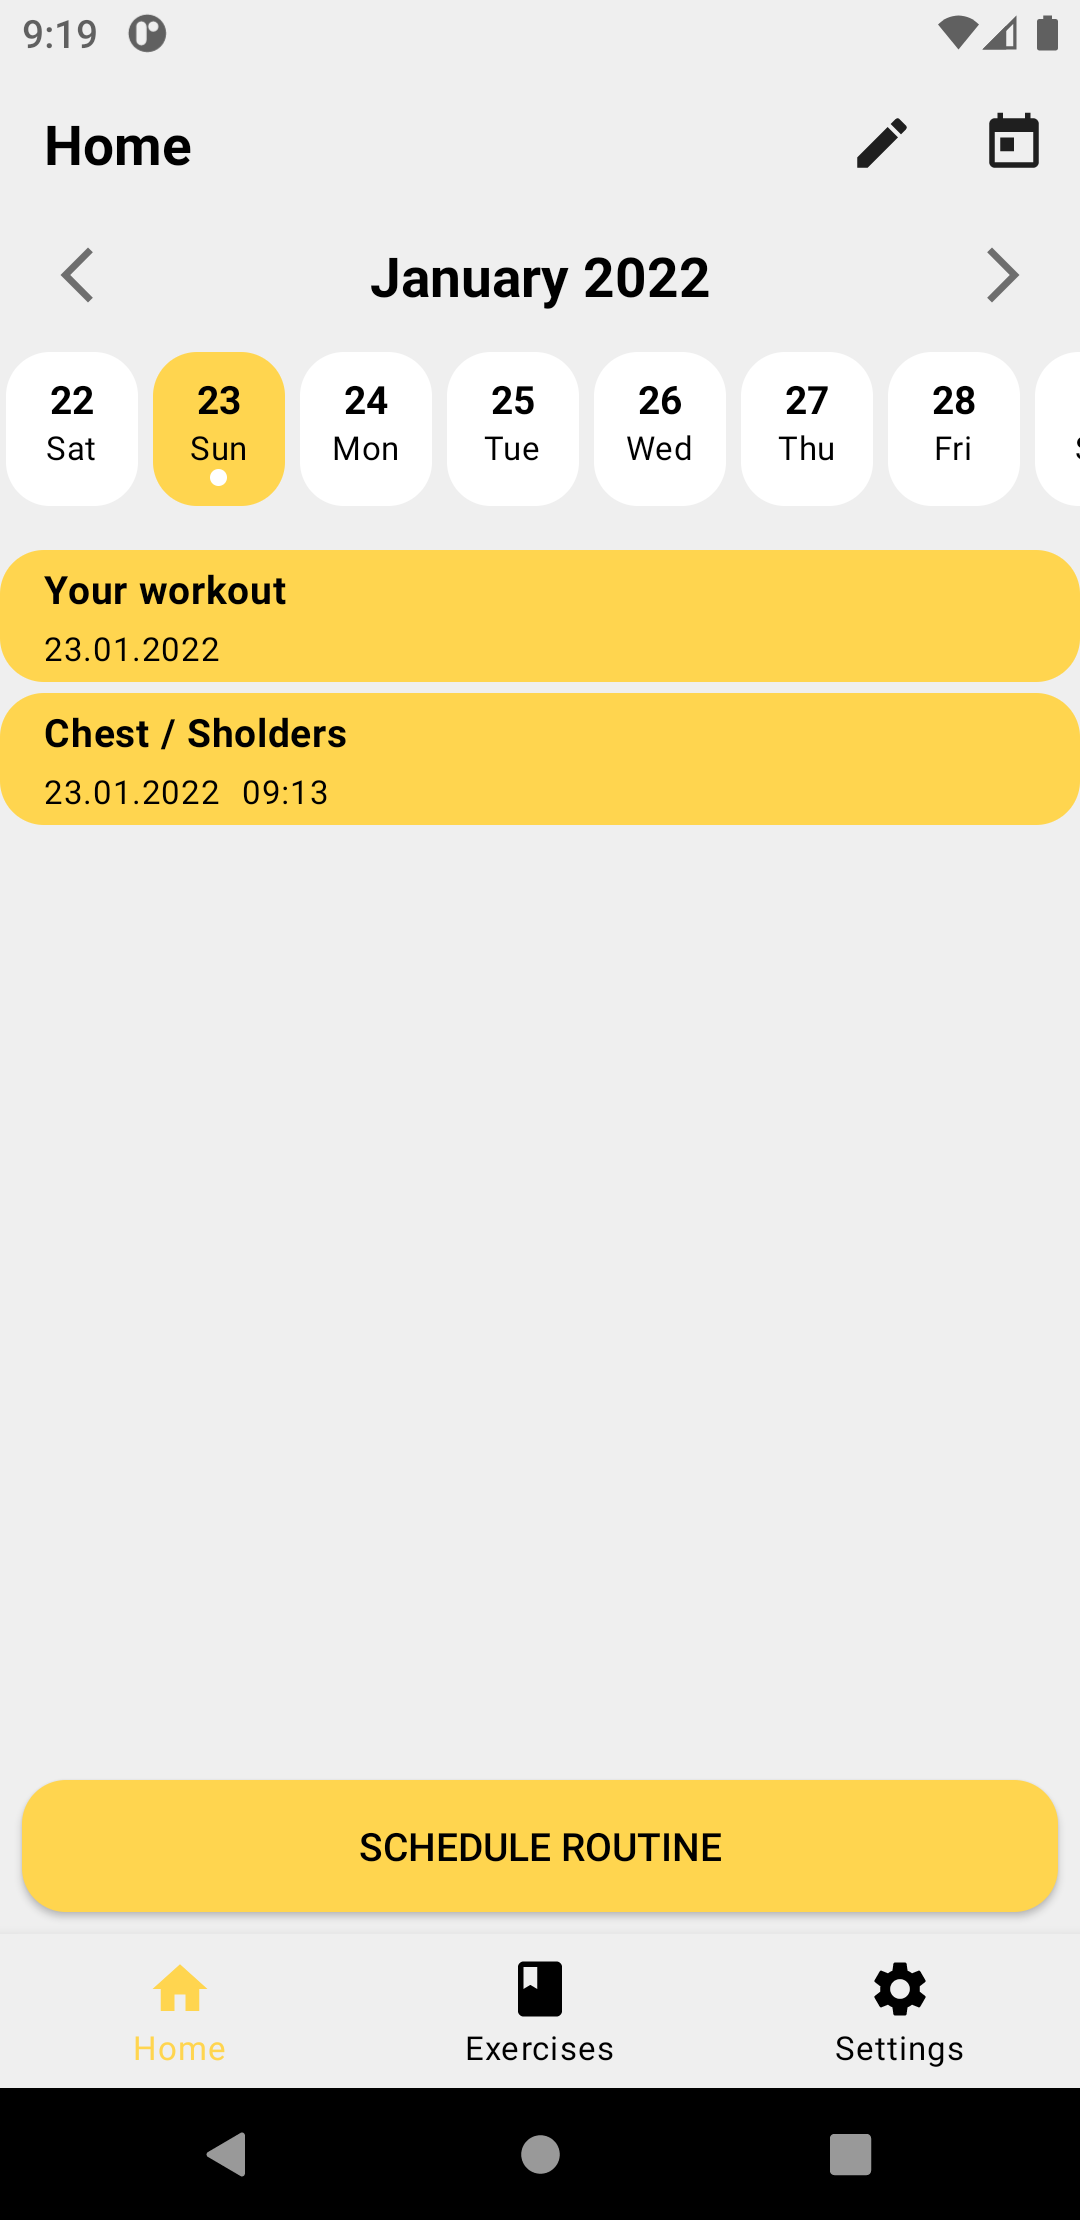 9:19
Home
January 2022
22 23 24 25 26 27 28
Sat Sun Mon Tue Wed Thu Fri
Your workout
23.01.2022
Chest / Sholders
23.01.2022 09:13
SCHEDULE ROUTINE
Home Exercises Settings